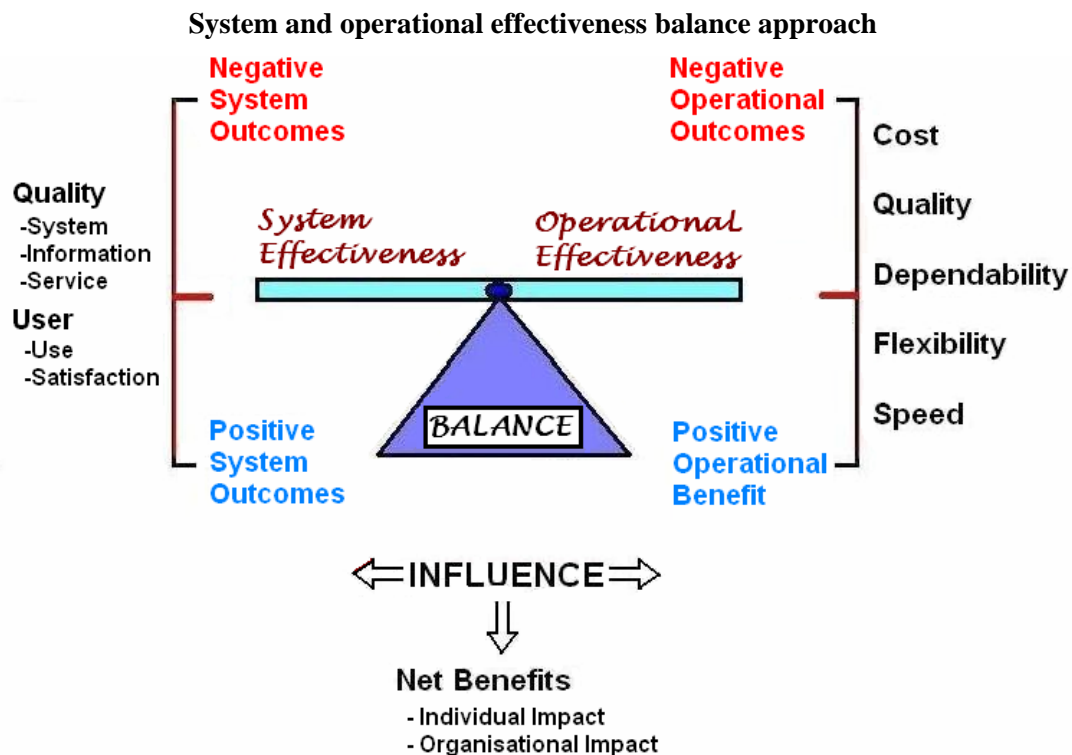 System and operational effectiveness balance approach
Negative
System
Outcomes
Negative
Operational
Outcomes
Quality
-System
-Information
-Service
User
-Use
-Satisfaction
System
Effectiveness
Operational
Effectiveness
Cost
Quality
Dependability
Flexibility
Speed
BALANCE
Positive
System
Outcomes
Positive
Operational
Benefit
INFLUENCE
Net Benefits
- Individual Impact
- Organisational Impact